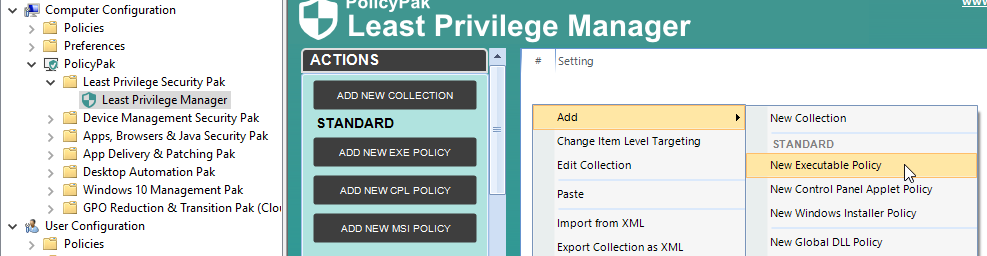 Computer Configuration
Policies
Preferences
PolicyPak
Least Privilege Security Pak
Least Privilege Manager
Device Management Security Pak
Apps, Browsers & Java Security Pak
App Delivery & Patching Pak
Desktop Automation Pak
Windows 10 Management Pak
GPO Reduction & Transition Pak (Clou
User Configuration
Policies
PolicyPak
Least Privilege Manager
www
ACTIONS
ADD NEW COLLECTION
STANDARD
ADD NEW EXE POLICY
ADD NEW CPL POLICY
ADD NEW MSI POLICY
# Setting
Add
Change Item Level Targeting
Edit Collection
Paste
Import from XML
Export Collection as XML
New Collection
STANDARD
New Executable Policy
New Control Panel Applet Policy
New Windows Installer Policy
New Global DLL Policy